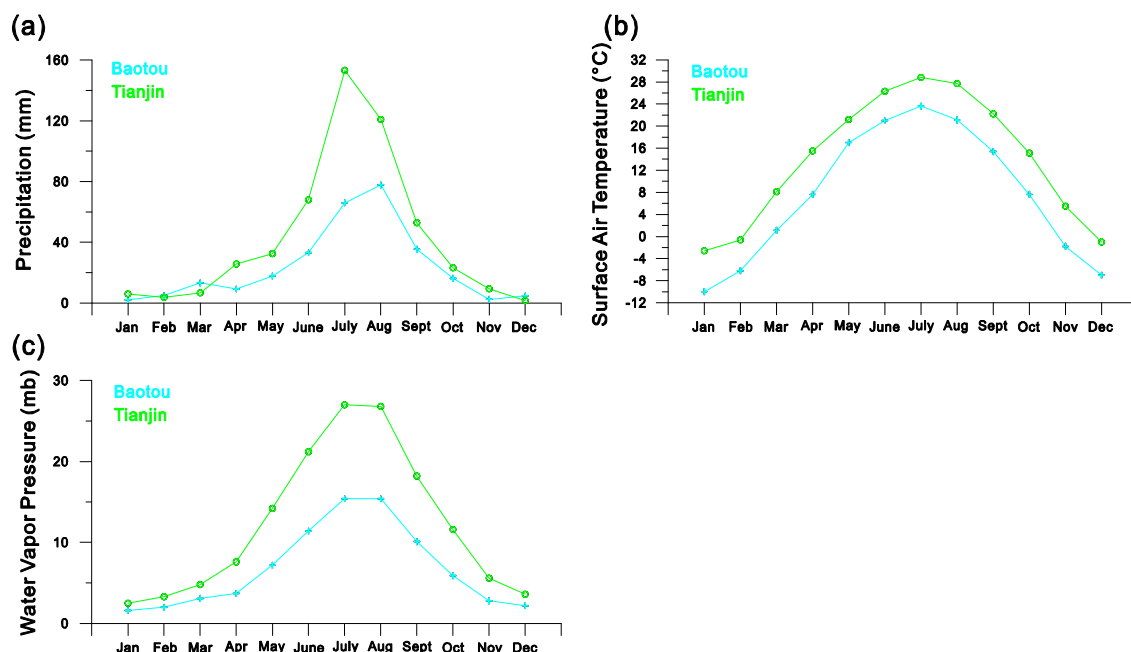 (a)
Precipitation (mm)
160
120
80
40
0
Baotou
Tianjin
Jan Feb Mar Apr May June July Aug Sept Oct Nov Dec
(b)
Surface Air Temperature (°C)
32
28
24
20
16
12
8
4
0
-4
-8
-12
Baotou
Tianjin
Jan Feb Mar Apr May June July Aug Sept Oct Nov Dec
(c)
Water Vapor Pressure (mb)
30
20
10
0
Baotou
Tianjin
Jan Feb Mar Apr May June July Aug Sept Oct Nov Dec